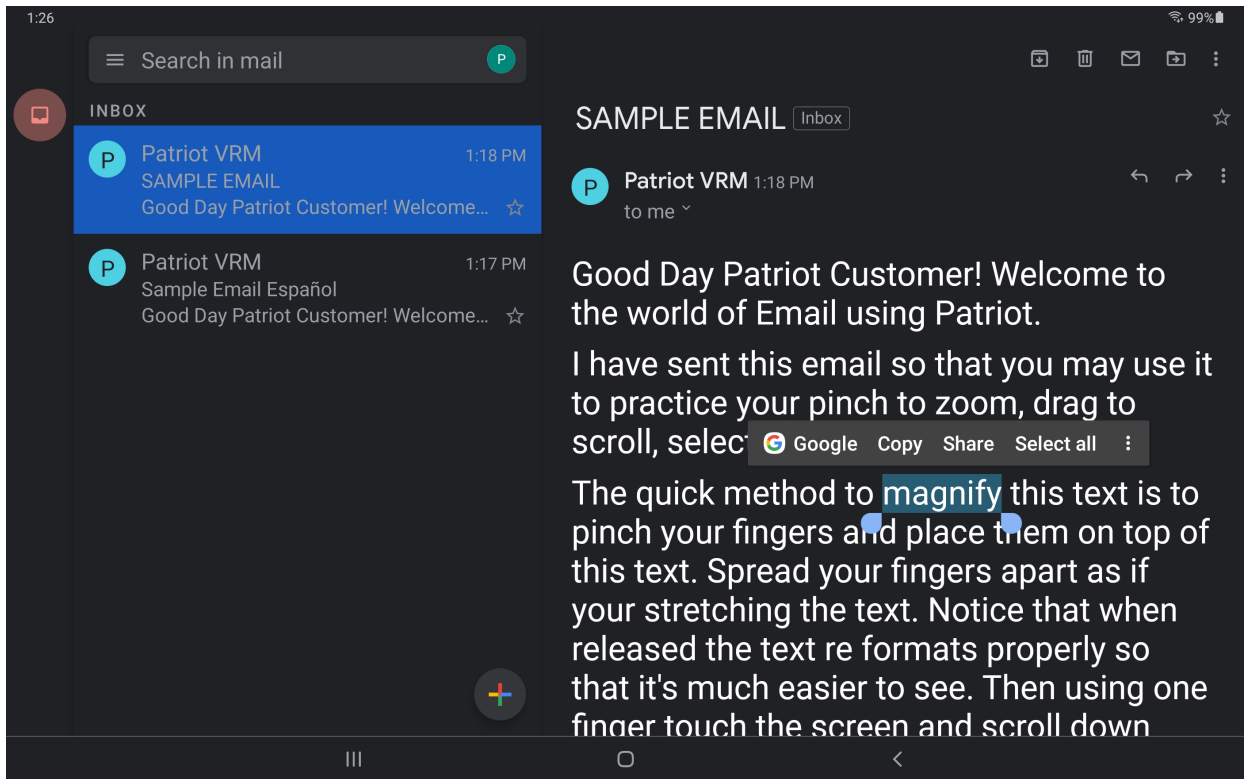 1:26
99%
Search in mail
P
INBOX
P
Patriot VRM
1:18 PM
SAMPLE EMAIL
Good Day Patriot Customer! Welcome...
P
Patriot VRM
1:17 PM
Sample Email Español
Good Day Patriot Customer! Welcome...
SAMPLE EMAIL Inbox
P
Patriot VRM 1:18 PM
to me
Good Day Patriot Customer! Welcome to
the world of Email using Patriot.
I have sent this email so that you may use it
to practice your pinch to zoom, drag to
scroll, selec
G Google Copy Share Select all
The quick method to magnify this text is to
pinch your fingers and place them on top of
this text. Spread your fingers apart as if
your stretching the text. Notice that when
released the text re formats properly so
that it's much easier to see. Then using one
finger touch the screen and scroll down